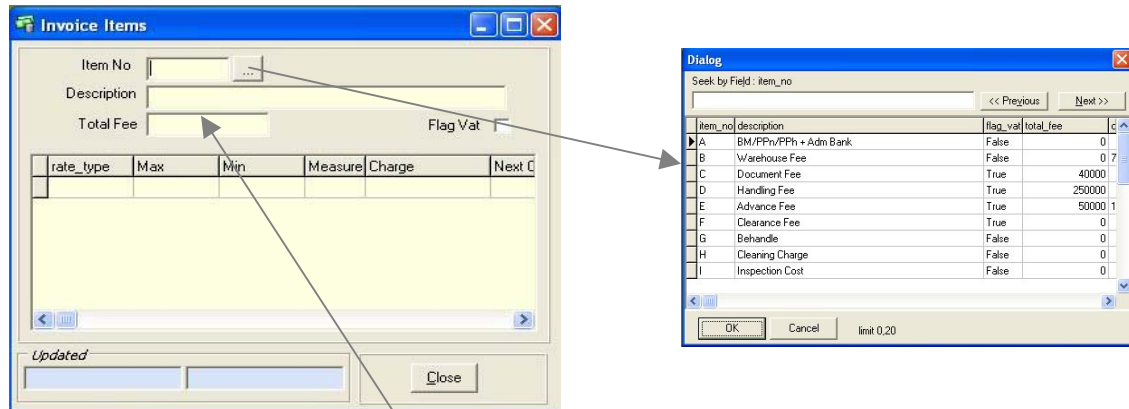 Invoice Items
Item No
...
Description
Total Fee
Flag Vat
rate_type Max Min Measure Charge Next C
Updated
Close
Dialog
Seek by Field : item_no
<< Previous Next >>
item_no description flag_vat total_fee c
A BM/PPn/PPh + Adm Bank False 0
B Warehouse Fee False 0 7
C Document Fee True 40000
D Handling Fee True 250000
E Advance Fee True 50000 1
F Clearance Fee True 0
G Behandle False 0
H Cleaning Charge False 0
I Inspection Cost False 0
OK Cancel limit 0,20